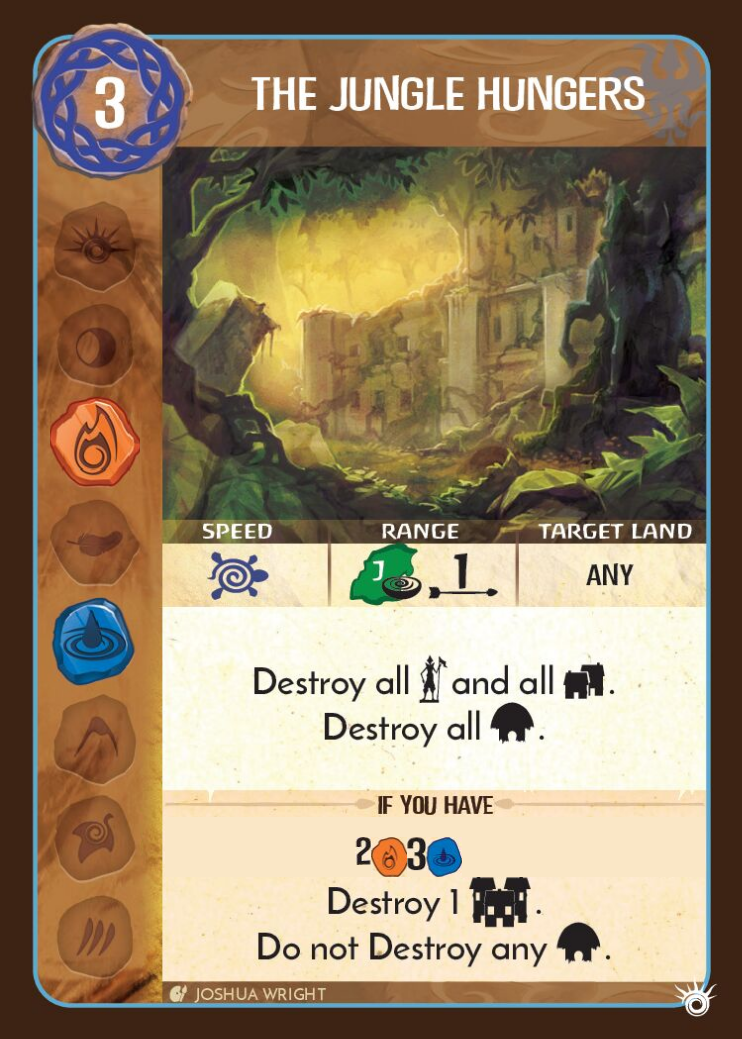 3
THE JUNGLE HUNGERS
SPEED RANGE TARGET LAND
J 1 ANY
Destroy all and all .
Destroy all .
IF YOU HAVE
2 3
Destroy 1 .
Do not Destroy any .
JOSHUA WRIGHT